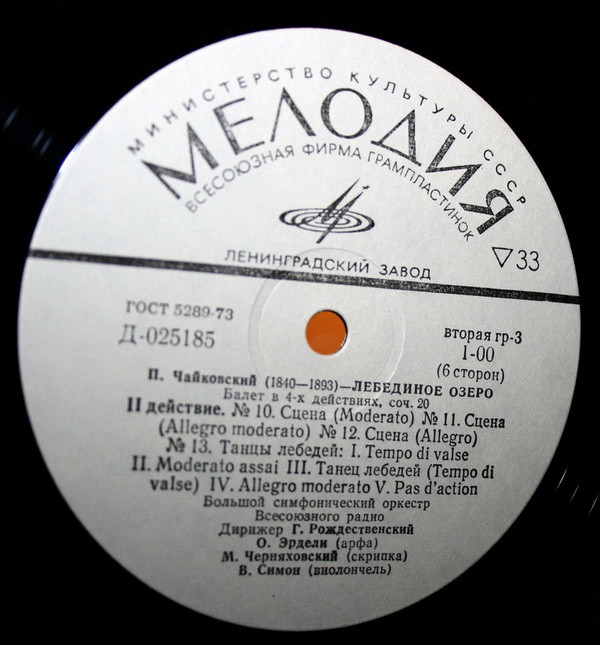 МИНИСТЕРСТВО КУЛЬТУРЫ СССР
МЕЛОДИЯ
ВСЕСОЮЗНАЯ ФИРМА ГРАМПЛАСТИНОК
33
ЛЕНИНГРАДСКИЙ ЗАВОД
ГОСТ 5289-73
Д-025185
вторая гр-3
1-00
(6 сторон)
П. Чайковский (1840—1893)—ЛЕБЕДИНОЕ ОЗЕРО
Балет в 4-х действиях, соч. 20
II действие. № 10. Сцена (Moderato) № 11. Сцена
(Allegro moderato) № 12. Сцена (Allegro)
№ 13. Танцы лебедей: I. Tempo di valse
II. Moderato assai III. Танец лебедей (Tempo di
valse) IV. Allegro moderato V. Pas d'action
Большой симфонический оркестр
Всесоюзного радио
Дирижер Г. Рождественский
О. Эрдели (арфа)
М. Черняховский (скрипка)
В. Симон (виолончель)